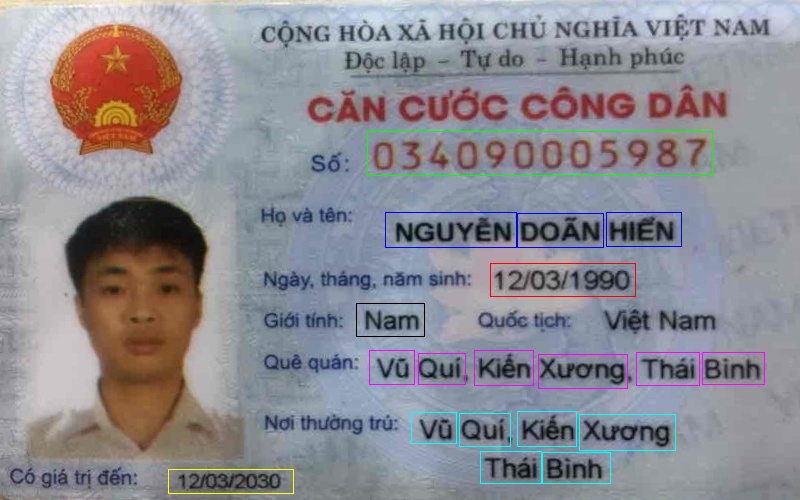 CỘNG HÒA XÃ HỘI CHỦ NGHĨA VIỆT NAM
Độc lập - Tự do - Hạnh phúc
CĂN CƯỚC CÔNG DÂN
Số: 034090005987
Họ và tên: NGUYỄN DOÃN HIỂN
Ngày, tháng, năm sinh: 12/03/1990
Giới tính: Nam Quốc tịch: Việt Nam
Quê quán: Vũ Quí, Kiến Xương, Thái Bình
Nơi thường trú: Vũ Quí, Kiến Xương
Thái Bình
Có giá trị đến: 12/03/2030